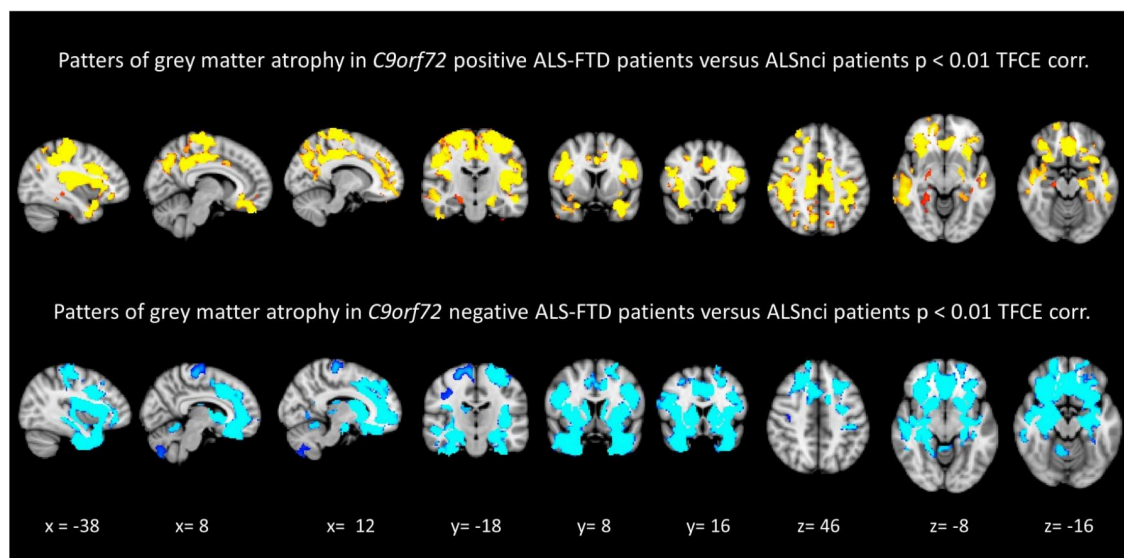 Patters of grey matter atrophy in C9orf72 positive ALS-FTD patients versus ALSnci patients p < 0.01 TFCE corr.
Patters of grey matter atrophy in C9orf72 negative ALS-FTD patients versus ALSnci patients p < 0.01 TFCE corr.
x = -38 x= 8 x= 12 y= -18 y= 8 y= 16 z= 46 z= -8 z= -16